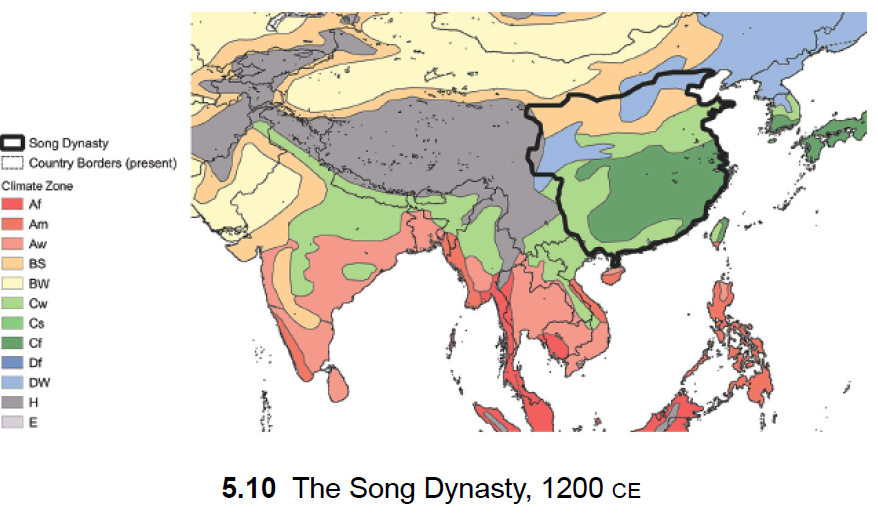 Song Dynasty
Country Borders (present)
Climate Zone
Af
Am
Aw
BS
BW
Cw
Cs
Cf
Df
DW
H
E
5.10 The Song Dynasty, 1200 CE